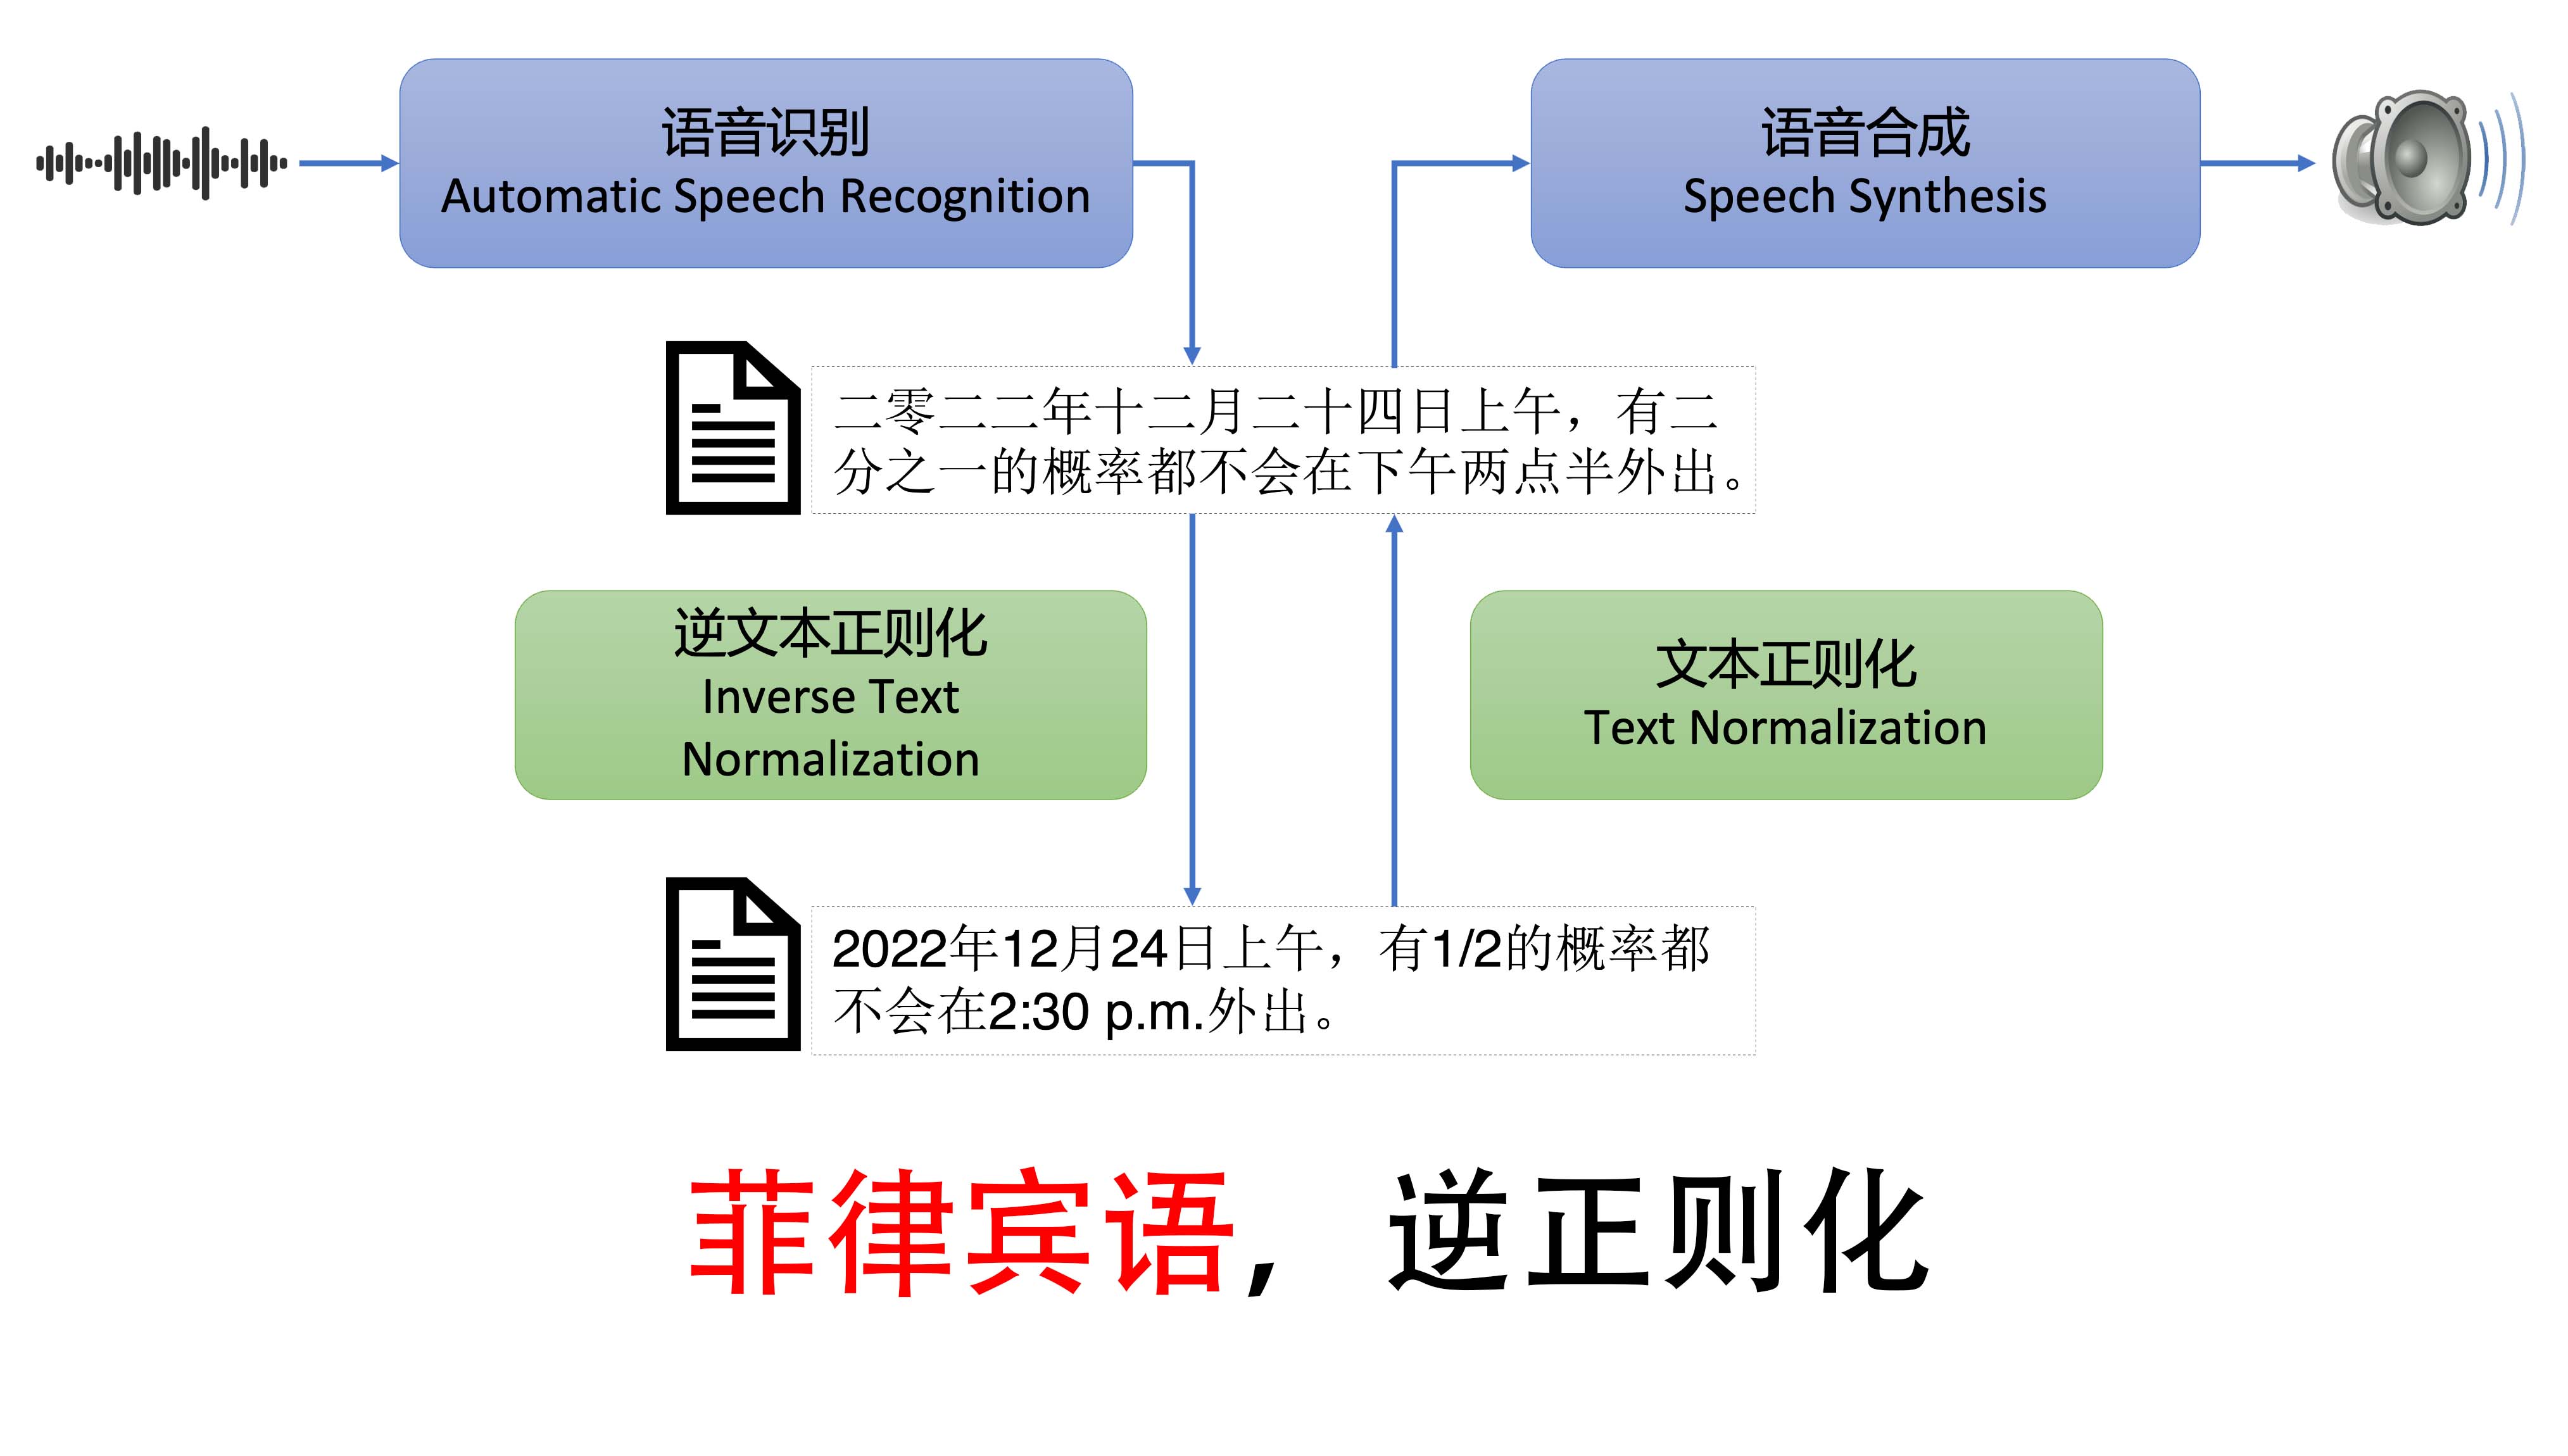 语音识别
Automatic Speech Recognition
语音合成
Speech Synthesis
二零二二年十二月二十四日上午，有二
分之一的概率都不会在下午两点半外出。
逆文本正则化
Inverse Text
Normalization
文本正则化
Text Normalization
2022年12月24日上午，有1/2的概率都
不会在2:30 p.m.外出。
菲律宾语，逆正则化